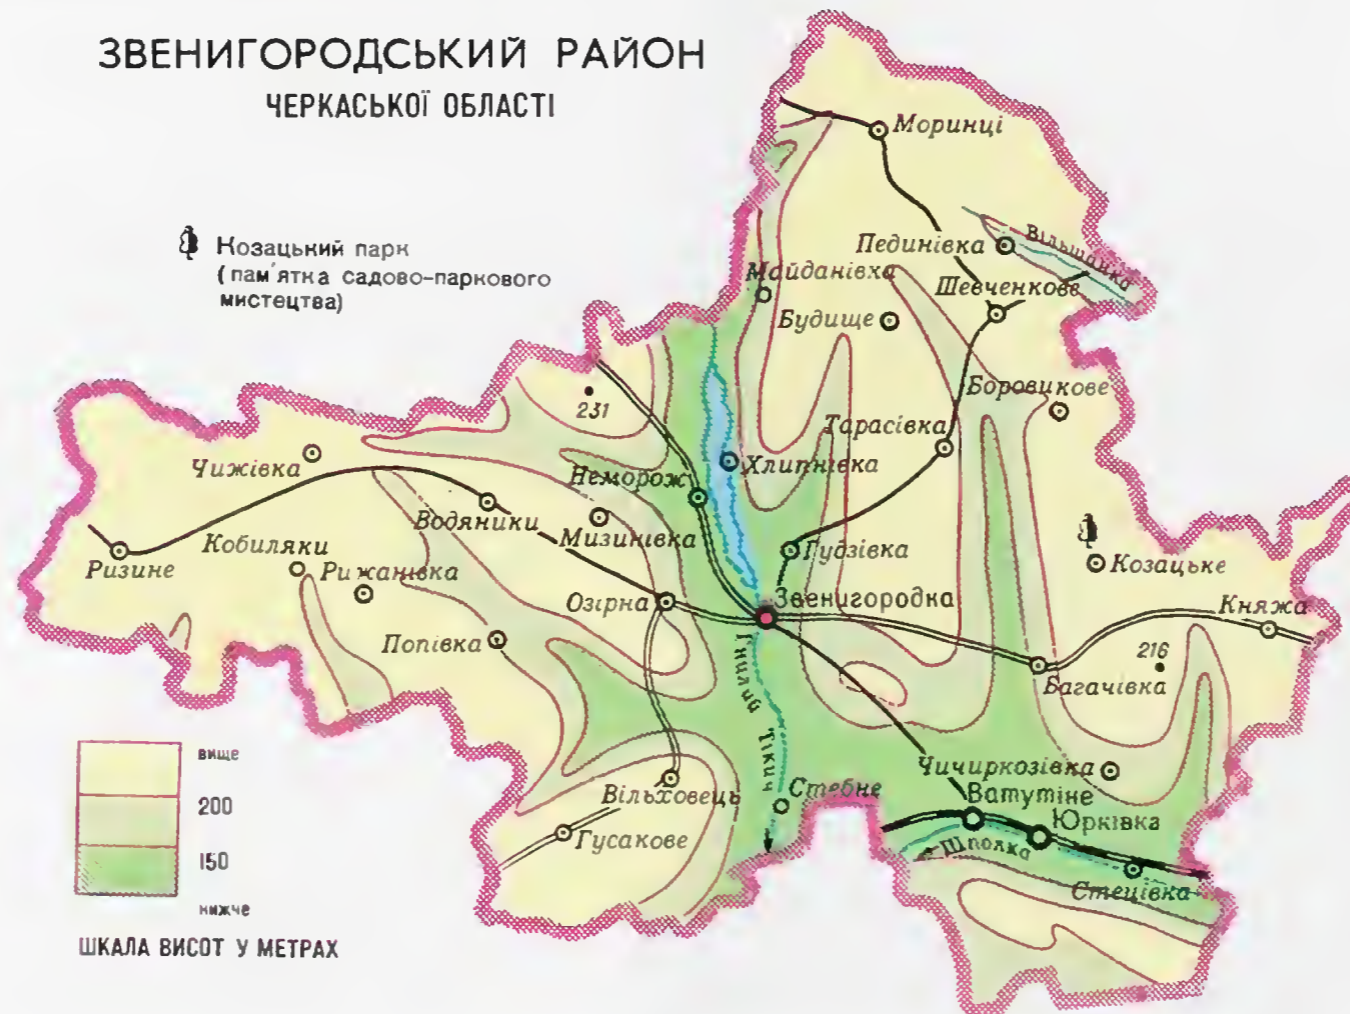 ЗВЕНИГОРОДСЬКИЙ РАЙОН
ЧЕРКАСЬКОЇ ОБЛАСТІ
Козацький парк
(пам'ятка садово-паркового
мистецтва)
Моринці
Пединівка
Вільшанка
Майданівка
Шевченкове
Будище
231
Боровикове
Тарасівка
Чижівка
Хлипнівка
Неморож
Водяники
Мизинівка
Кобиляки
Гудзівка
Ризине
Рижанівка
Козацьке
Озірна
Звенигородка
Княжа
Попівка
216
Багачівка
Гнилий Тікич
вище
200
150
нижче
Чичиркозівка
Вільховець
Стебне
Ватутіне
Юрківка
Гусакове
Шполка
Стецівка
ШКАЛА ВИСОТ У МЕТРАХ